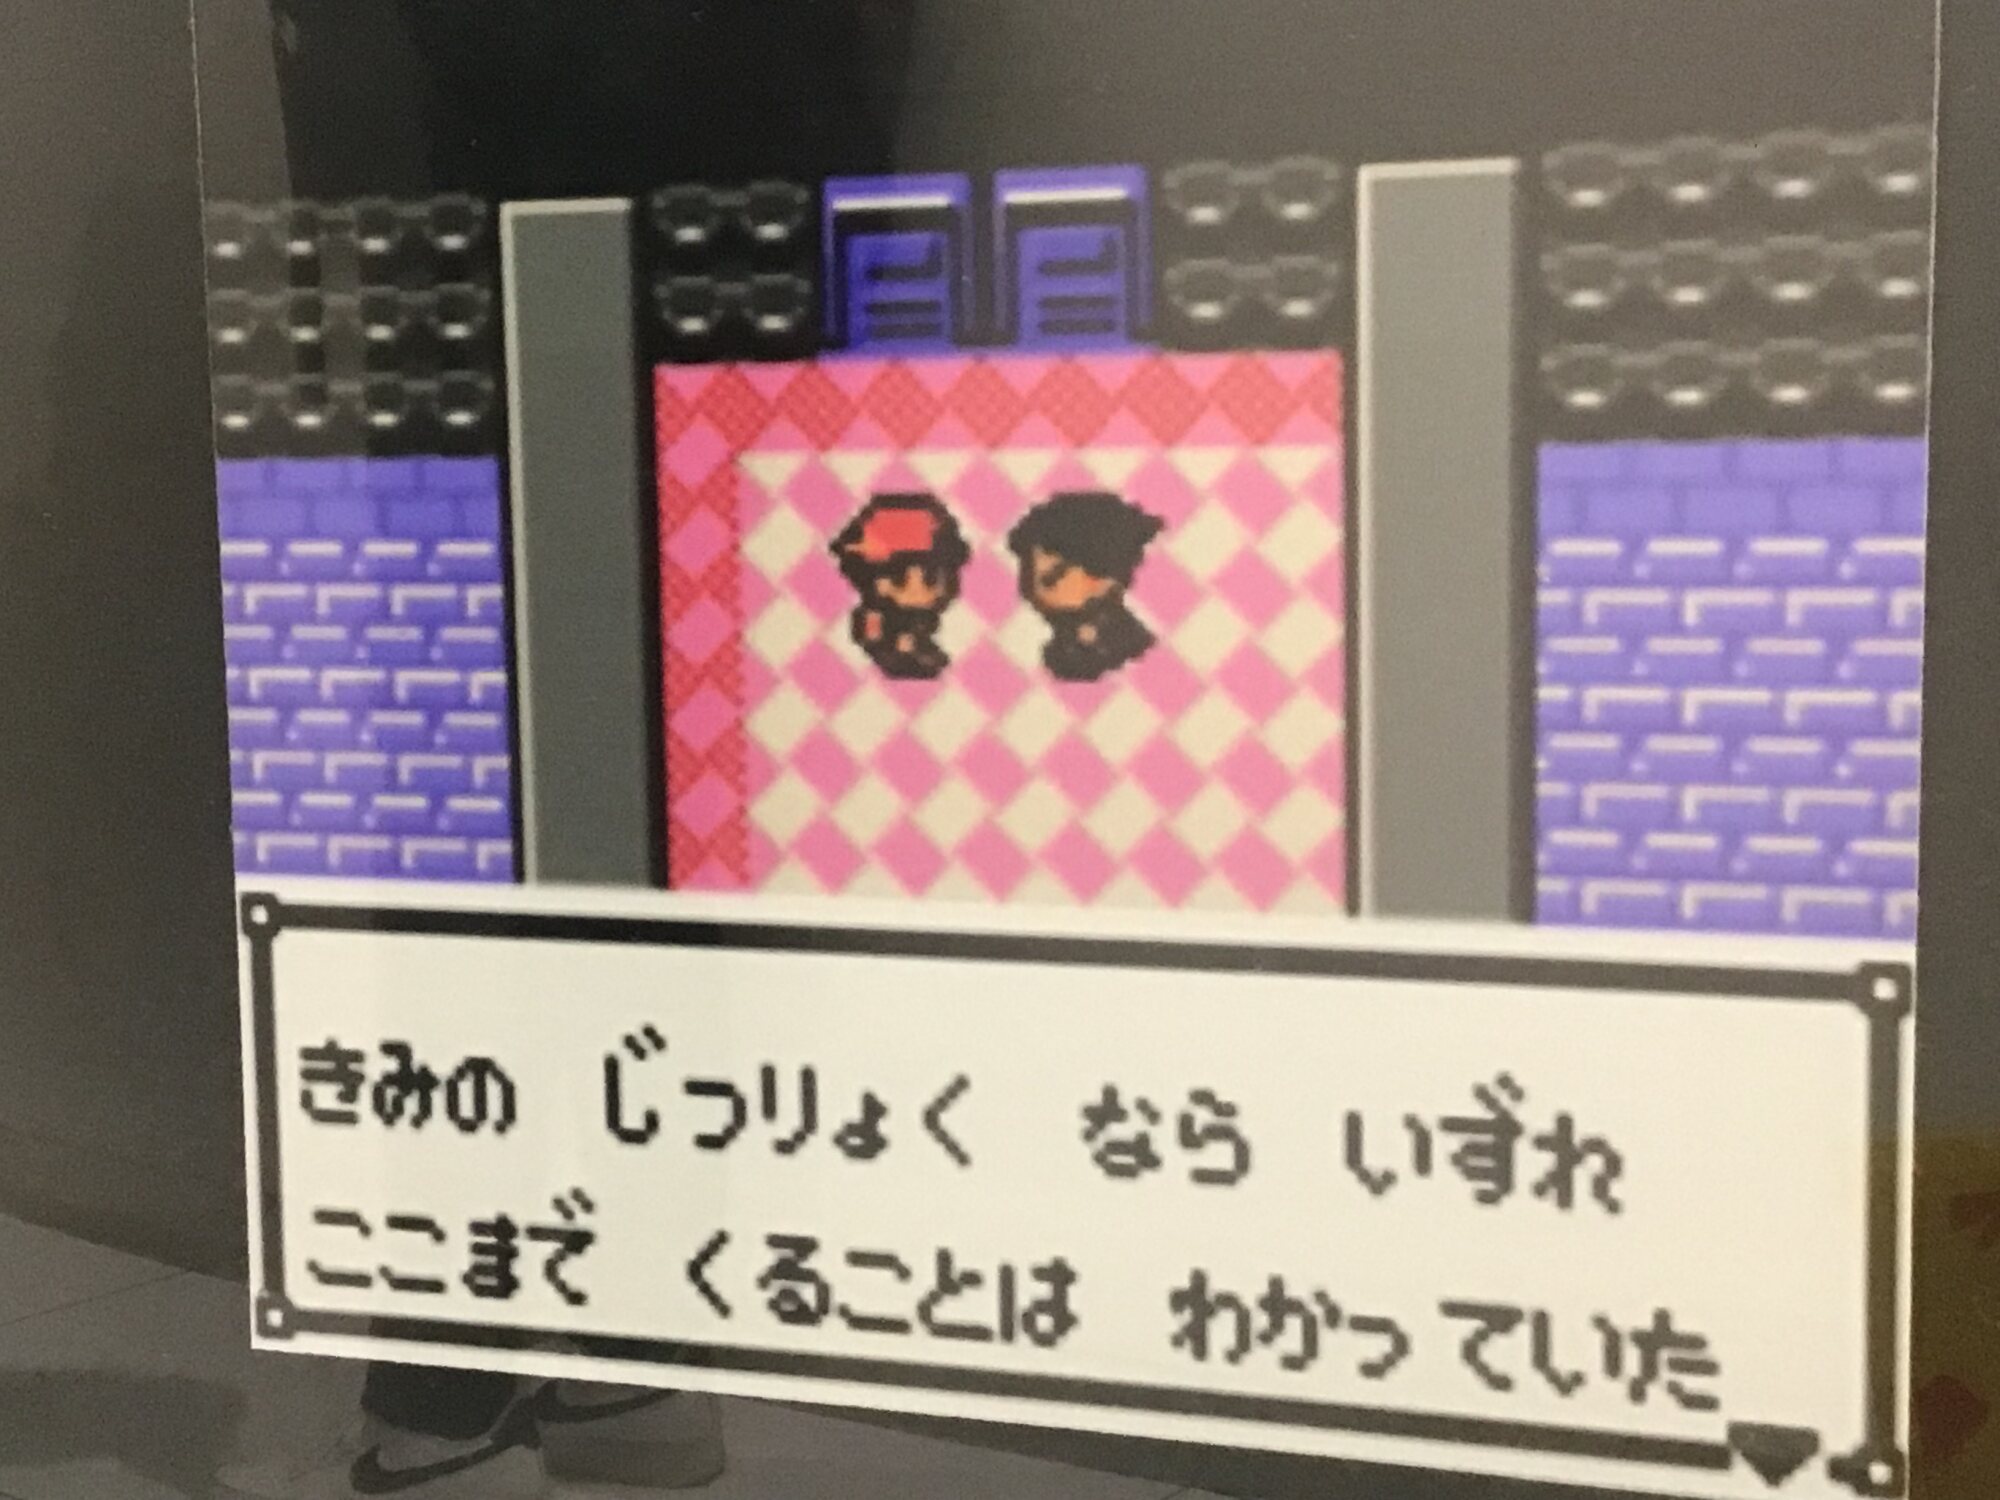 きみの じつりょく なら いずれ
ここまで くることは わかっていた